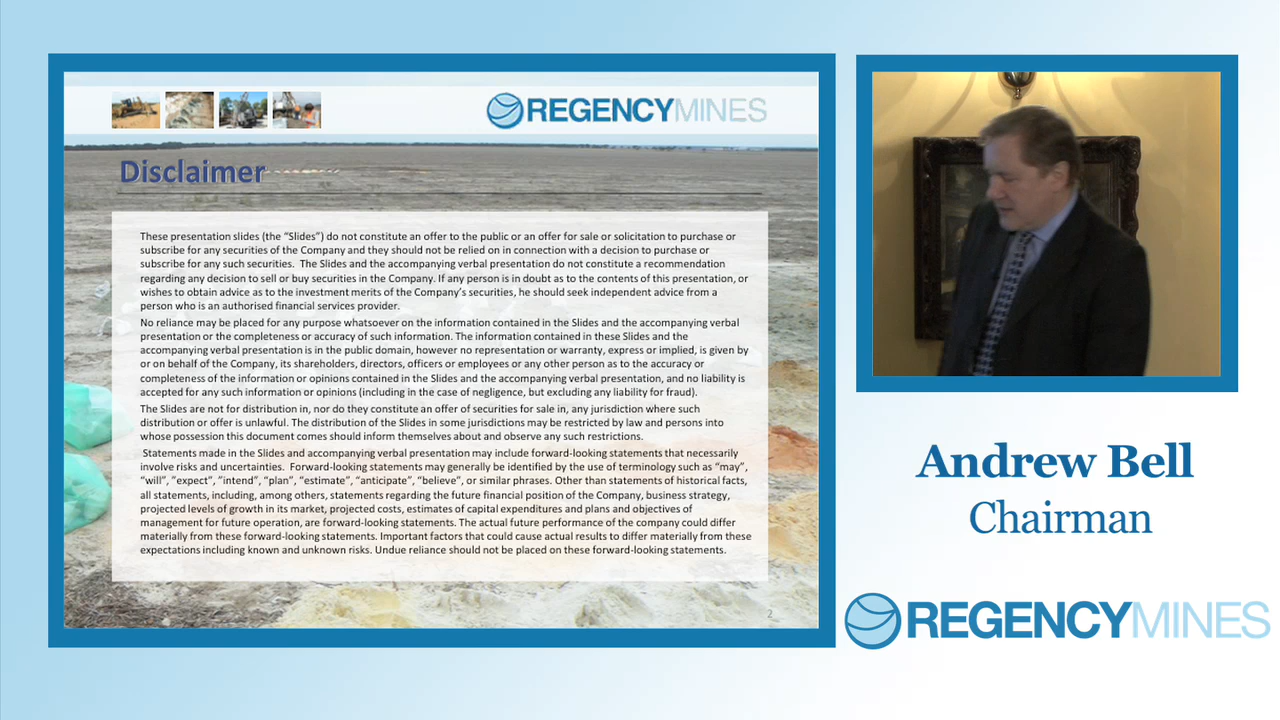 REGENCYMINES
Disclaimer
These presentation slides (the “Slides”) do not constitute an offer to the public or an offer for sale or solicitation to purchase or
subscribe for any securities of the Company and they should not be relied on in connection with a decision to purchase or
subscribe for any such securities.  The Slides and the accompanying verbal presentation do not constitute a recommendation
regarding any decision to sell or buy securities in the Company. If any person is in doubt as to the contents of this presentation, or
wishes to obtain advice as to the investment merits of the Company’s securities, he should seek independent advice from a
person who is an authorised financial services provider.
No reliance may be placed for any purpose whatsoever on the information contained in the Slides and the accompanying verbal
presentation or the completeness or accuracy of such information. The information contained in these Slides and the
accompanying verbal presentation is in the public domain, however no representation or warranty, express or implied, is given by
or on behalf of the Company, its shareholders, directors, officers or employees or any other person as to the accuracy or
completeness of the information or opinions contained in the Slides and the accompanying verbal presentation, and no liability is
accepted for any such information or opinions (including in the case of negligence, but excluding any liability for fraud).
The Slides are not for distribution in, nor do they constitute an offer of securities for sale in, any jurisdiction where such
distribution or offer is unlawful. The distribution of the Slides in some jurisdictions may be restricted by law and persons into
whose possession this document comes should inform themselves about and observe any such restrictions.
Statements made in the Slides and accompanying verbal presentation may include forward-looking statements that necessarily
involve risks and uncertainties.  Forward-looking statements may generally be identified by the use of terminology such as “may”,
“will”, ”expect”, ”intend”, “plan”, “estimate”, “anticipate”, “believe”, or similar phrases. Other than statements of historical facts,
all statements, including, among others, statements regarding the future financial position of the Company, business strategy,
projected levels of growth in its market, projected costs, estimates of capital expenditures and plans and objectives of
management for future operation, are forward-looking statements. The actual future performance of the company could differ
materially from these forward-looking statements. Important factors that could cause actual results to differ materially from these
expectations including known and unknown risks. Undue reliance should not be placed on these forward-looking statements.
2
Andrew Bell
Chairman
REGENCYMINES